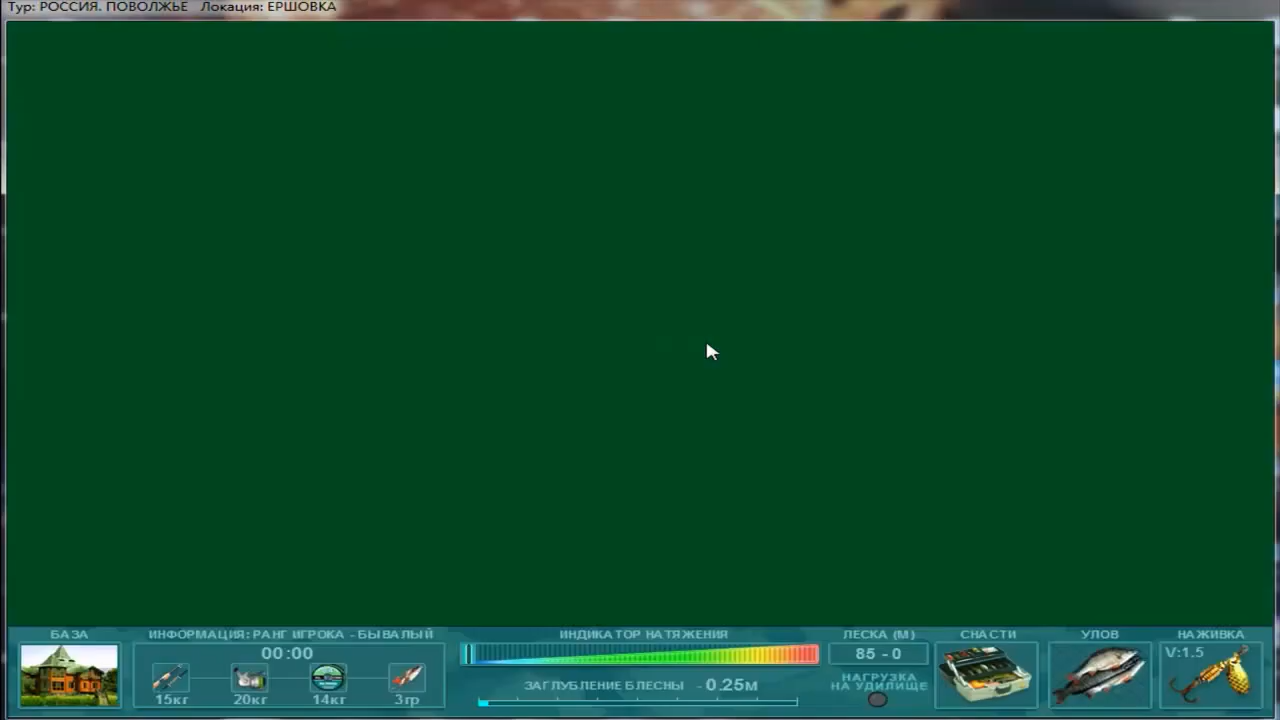 Тур: РОССИЯ. ПОВОЛЖЬЕ Локация: ЕРШОВКА
БАЗА
ИНФОРМАЦИЯ: РАНГ ИГРОКА - БЫВАЛЫЙ
00:00
15кг 20кг 14кг 3гр
ИНДИКАТОР НАТЯЖЕНИЯ
ЗАГЛУБЛЕНИЕ БЛЕСНЫ - 0.25м
ЛЕСКА (М)
85 - 0
НАГРУЗКА
НА УДИЛИЩЕ
СНАСТИ
УЛОВ
НАЖИВКА
V:1.5